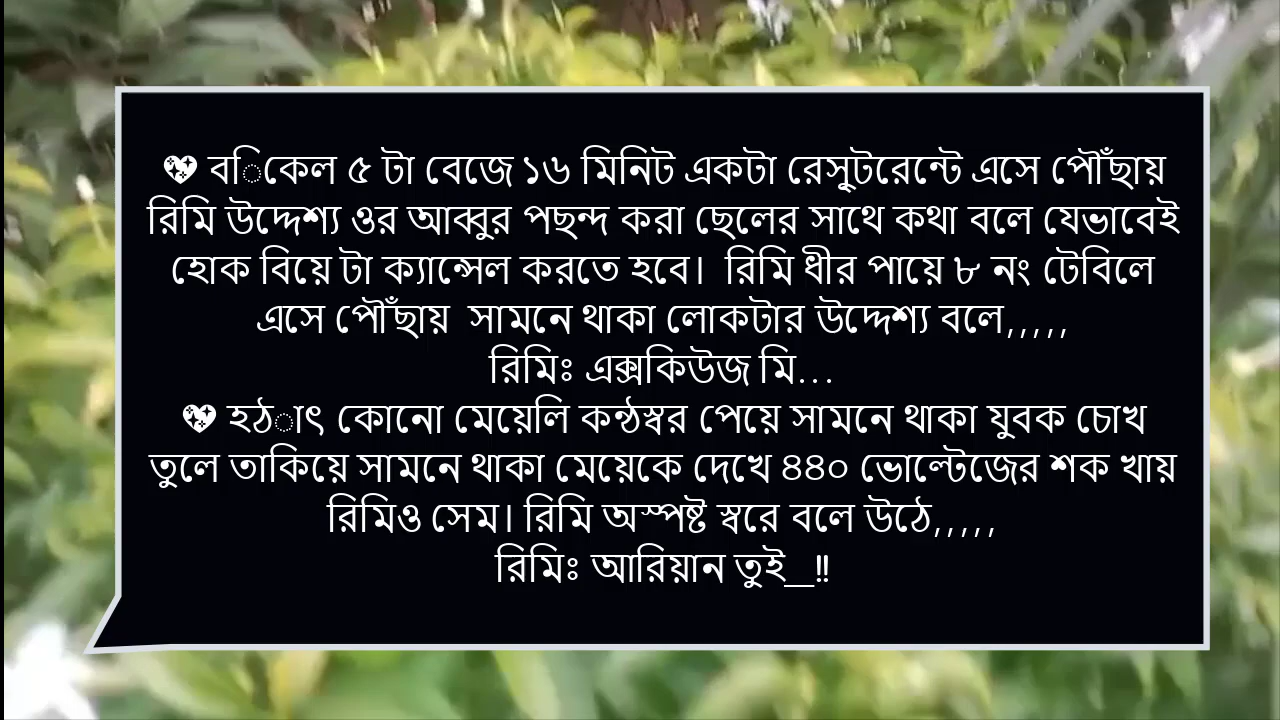 💖 বিকেল ৫ টা বেজে ১৬ মিনিট একটা রেসু্টরেন্টে এসে পৌঁছায়
রিমি উদ্দেশ্য ওর আব্বুর পছন্দ করা ছেলের সাথে কথা বলে যেভাবেই
হোক বিয়ে টা ক্যান্সেল করতে হবে। রিমি ধীর পায়ে ৮ নং টেবিলে
এসে পৌঁছায় সামনে থাকা লোকটার উদ্দেশ্য বলে,,,,,
রিমিঃ এক্সকিউজ মি...
💖 হঠাৎ কোনো মেয়েলি কন্ঠস্বর পেয়ে সামনে থাকা যুবক চোখ
তুলে তাকিয়ে সামনে থাকা মেয়েকে দেখে ৪৪০ ভোল্টেজের শক খায়
রিমিও সেম। রিমি অস্পষ্ট স্বরে বলে উঠে,,,,,
রিমিঃ আরিয়ান তুই__!!